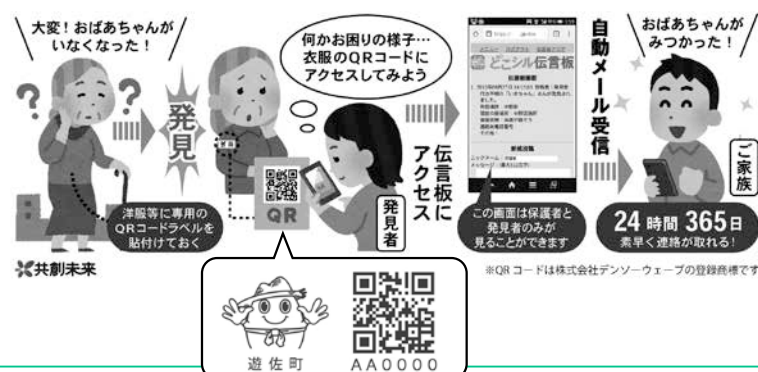 大変！おばあちゃんが
いなくなった！
発見
洋服等に専用の
QRコードラベルを
貼付けておく
共創未来
何かお困りの様子…
衣服のQRコードに
アクセスしてみよう
QR
発見者
伝言板に
アクセス
どこシル伝言板
この画面は保護者と
発見者のみが
見ることができます
自動メール受信
おばあちゃんが
みつかった！
ご家族
24時間 365日
素早く連絡が取れる！
※QRコードは株式会社デンソーウェーブの登録商標です
遊佐町
AA0000